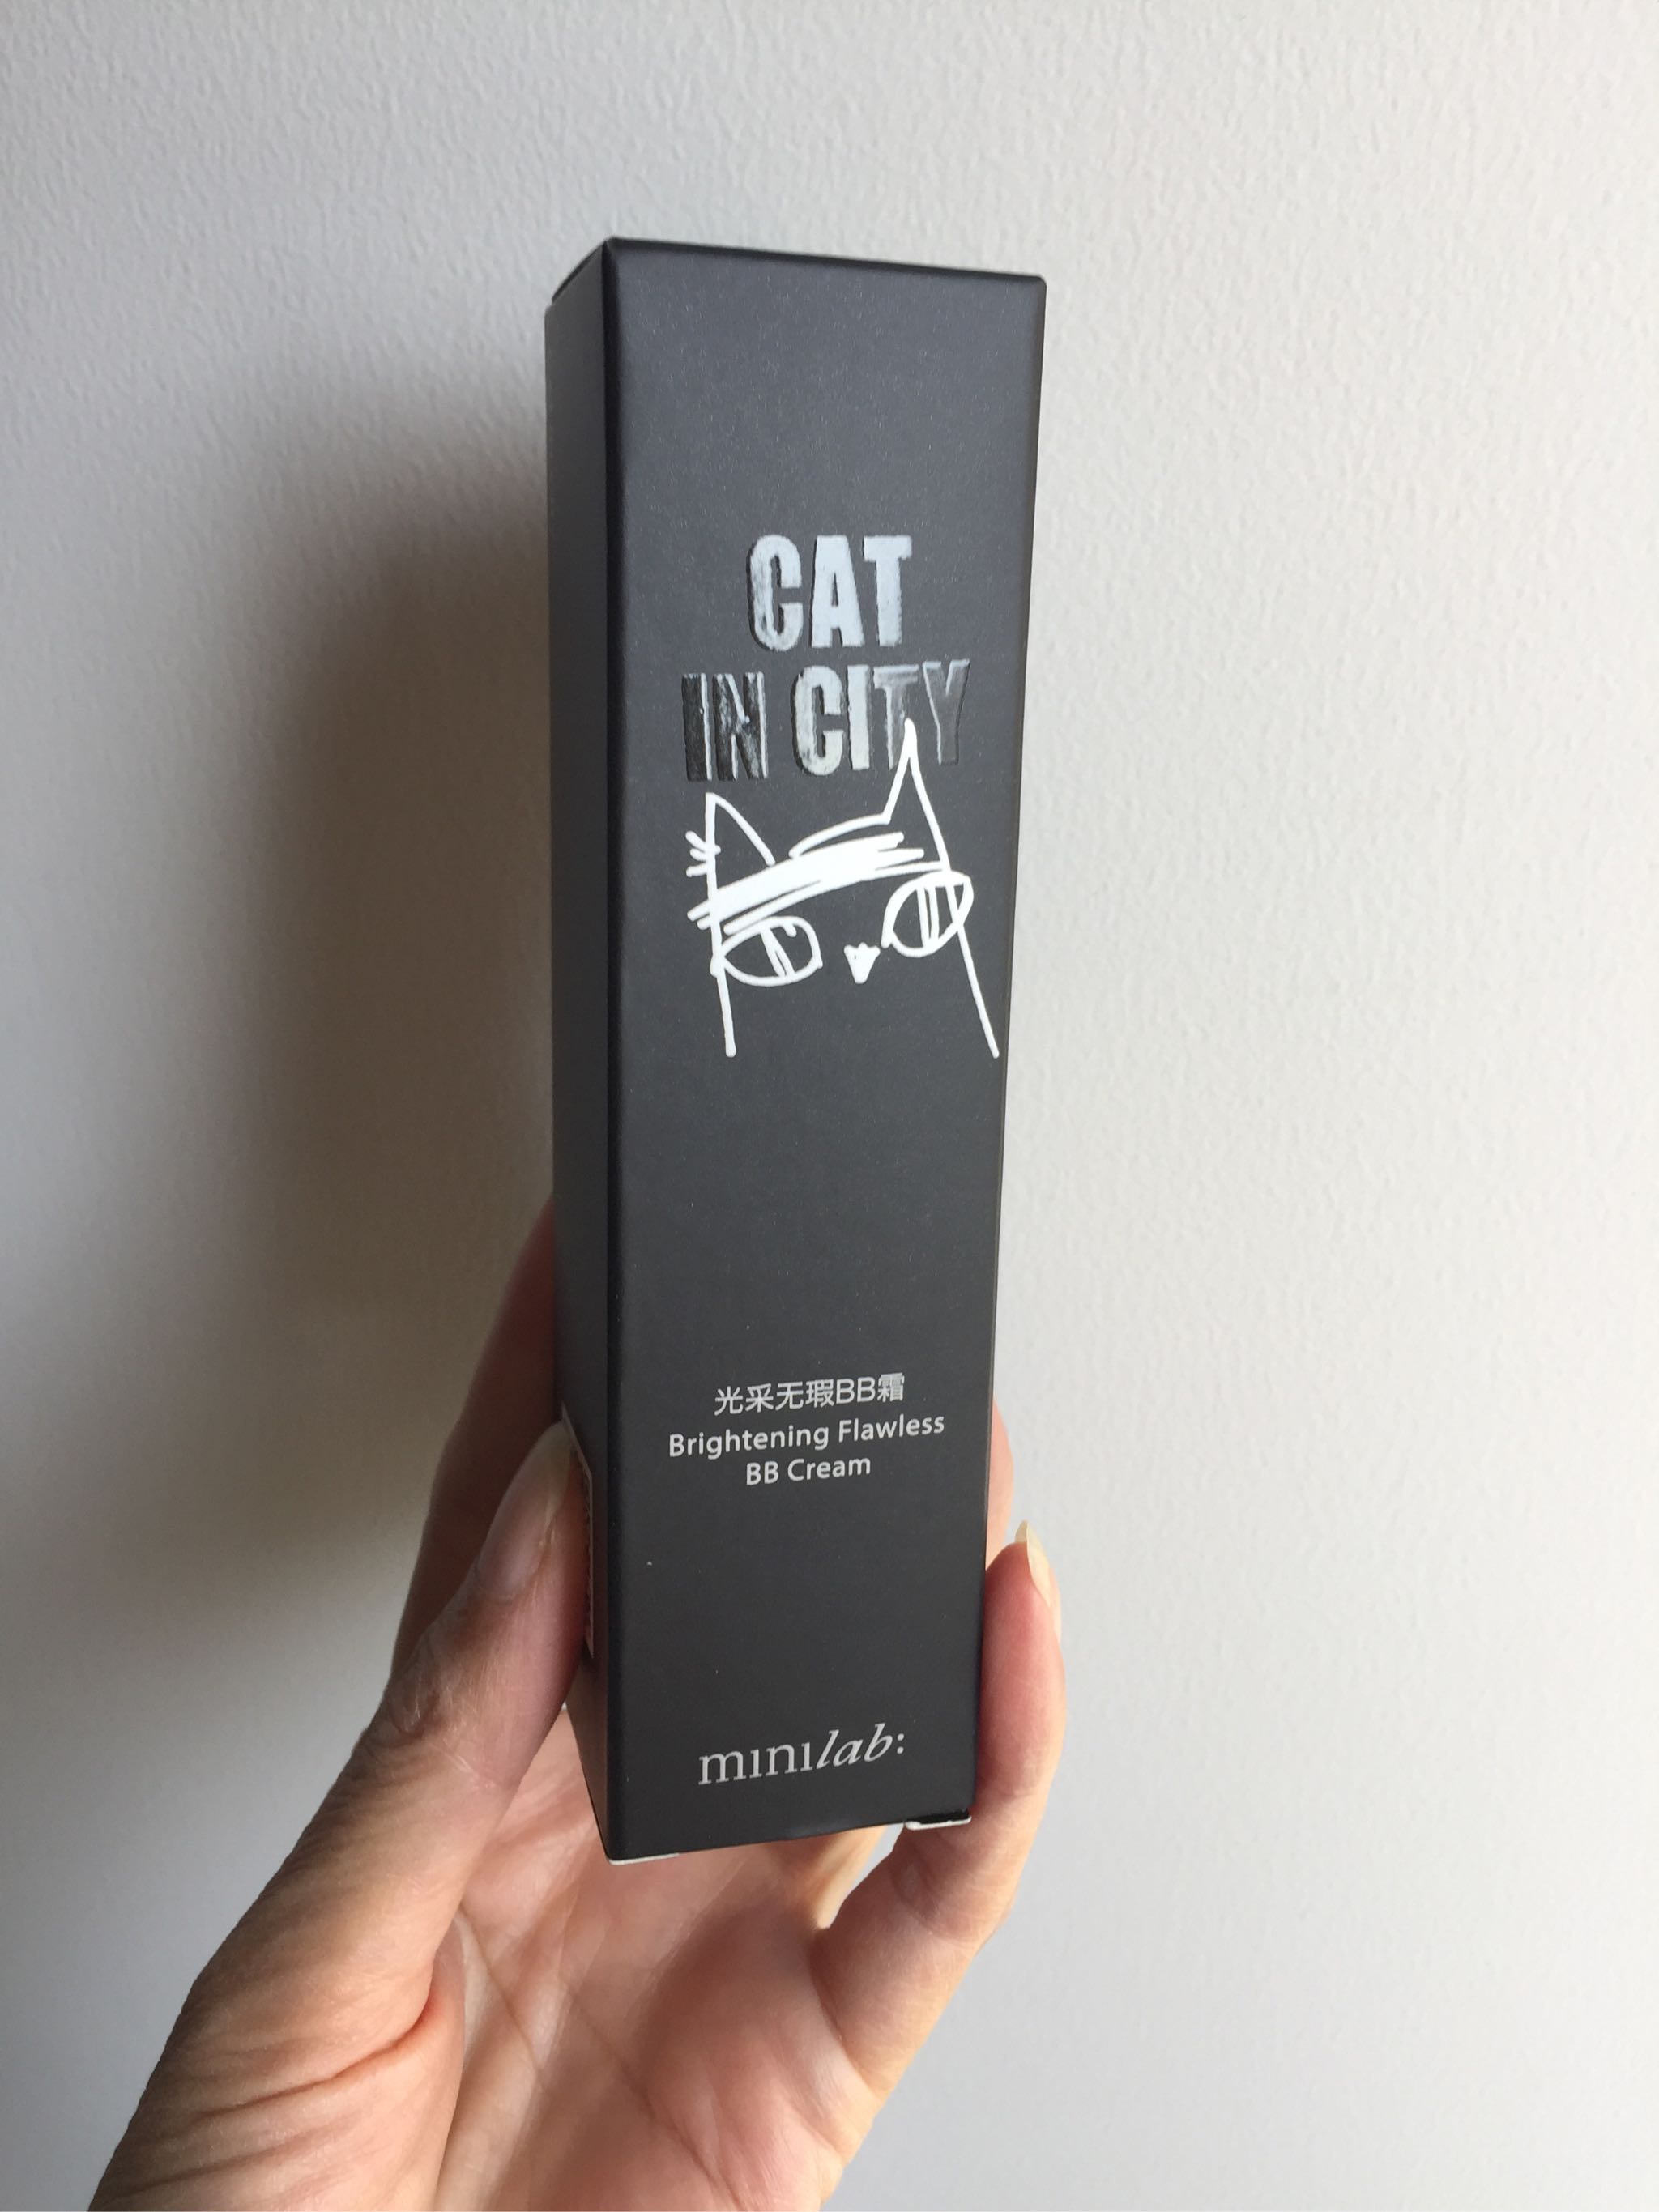 CAT
IN CITY
光采无瑕BB霜
Brightening Flawless
BB Cream
minilab: